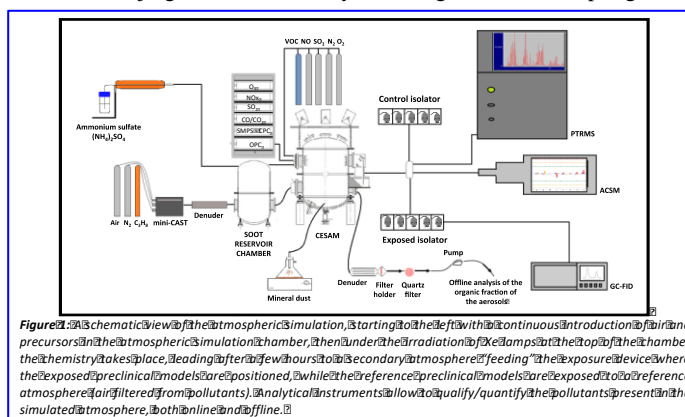 VOC NO SO₂ N₂ O₂
NOx
SO₂
CO/CO₂
SMPS CPC
OPC
Control isolator
PTRMS
Ammonium sulfate
(NH₄)₂SO₄
ACSM
Air N₂ C₃H₈
mini-CAST
Denuder
SOOT
RESERVOIR
CHAMBER
CESAM
Exposed isolator
Mineral dust
Pump
GC-FID
Denuder
Filter
holder
Quartz
filter
Offline analysis of the
organic fraction of
the aerosols
Figure 1: A schematic view of the atmospheric simulation, starting to the left with a continuous introduction of air and
precursors in the atmospheric simulation chamber, then under the irradiation of Xe lamps at the top of the chamber
the chemistry takes place, leading after a few hours to a secondary atmosphere "feeding" the exposure device where
the exposed preclinical models are positioned, while the reference preclinical models are exposed to a reference
atmosphere (air filtered from pollutants). Analytical instruments allow to qualify/quantify the pollutants present in the
simulated atmosphere, both online and offline.